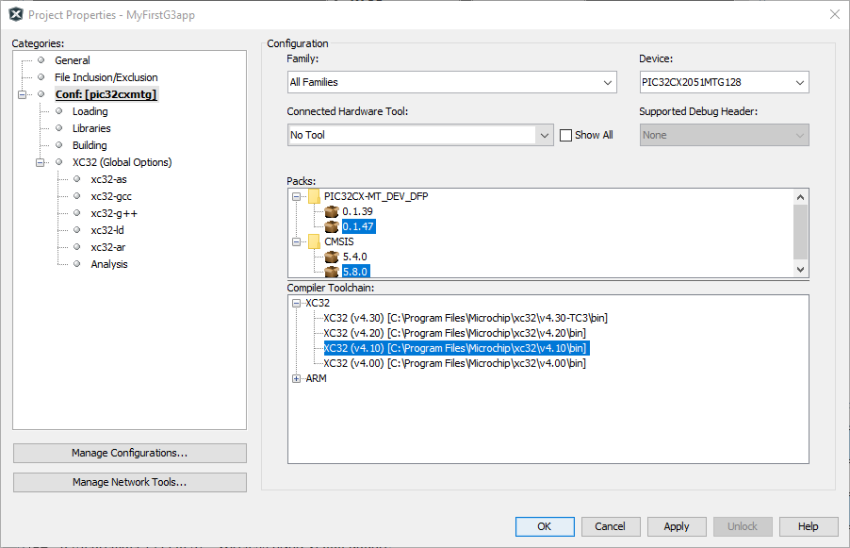 Project Properties - MyFirstG3app
Categories:
General
File Inclusion/Exclusion
Conf: [pic32cxmtg]
Loading
Libraries
Building
XC32 (Global Options)
xc32-as
xc32-gcc
xc32-g++
xc32-ld
xc32-ar
Analysis
Manage Configurations...
Manage Network Tools...
Configuration
Family:
Device:
All Families
PIC32CX2051MTG128
Connected Hardware Tool:
Supported Debug Header:
No Tool
Show All
None
Packs:
PIC32CX-MT_DEV_DFP
0.1.39
0.1.47
CMSIS
5.4.0
5.8.0
Compiler Toolchain:
XC32
XC32 (v4.30) [C:\Program Files\Microchip\xc32\v4.30-TC3\bin]
XC32 (v4.20) [C:\Program Files\Microchip\xc32\v4.20\bin]
XC32 (v4.10) [C:\Program Files\Microchip\xc32\v4.10\bin]
XC32 (v4.00) [C:\Program Files\Microchip\xc32\v4.00\bin]
ARM
OK
Cancel
Apply
Unlock
Help